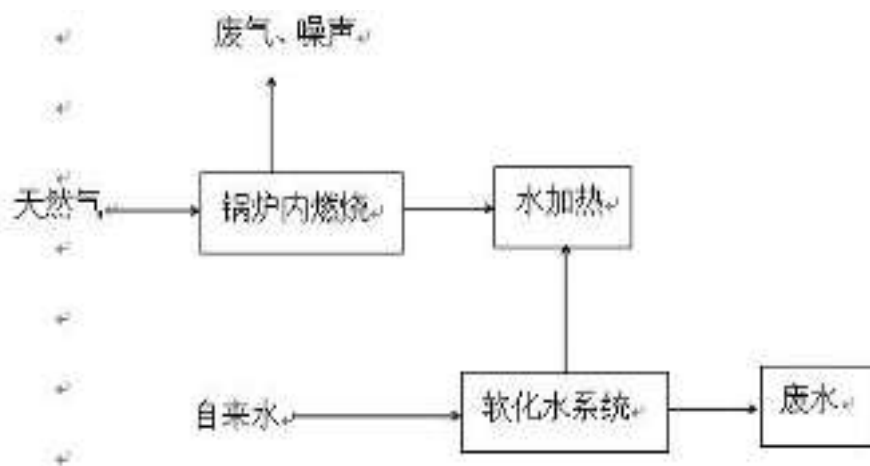 废气、噪声
天然气
锅炉内燃烧
水加热
自来水
软化水系统
废水